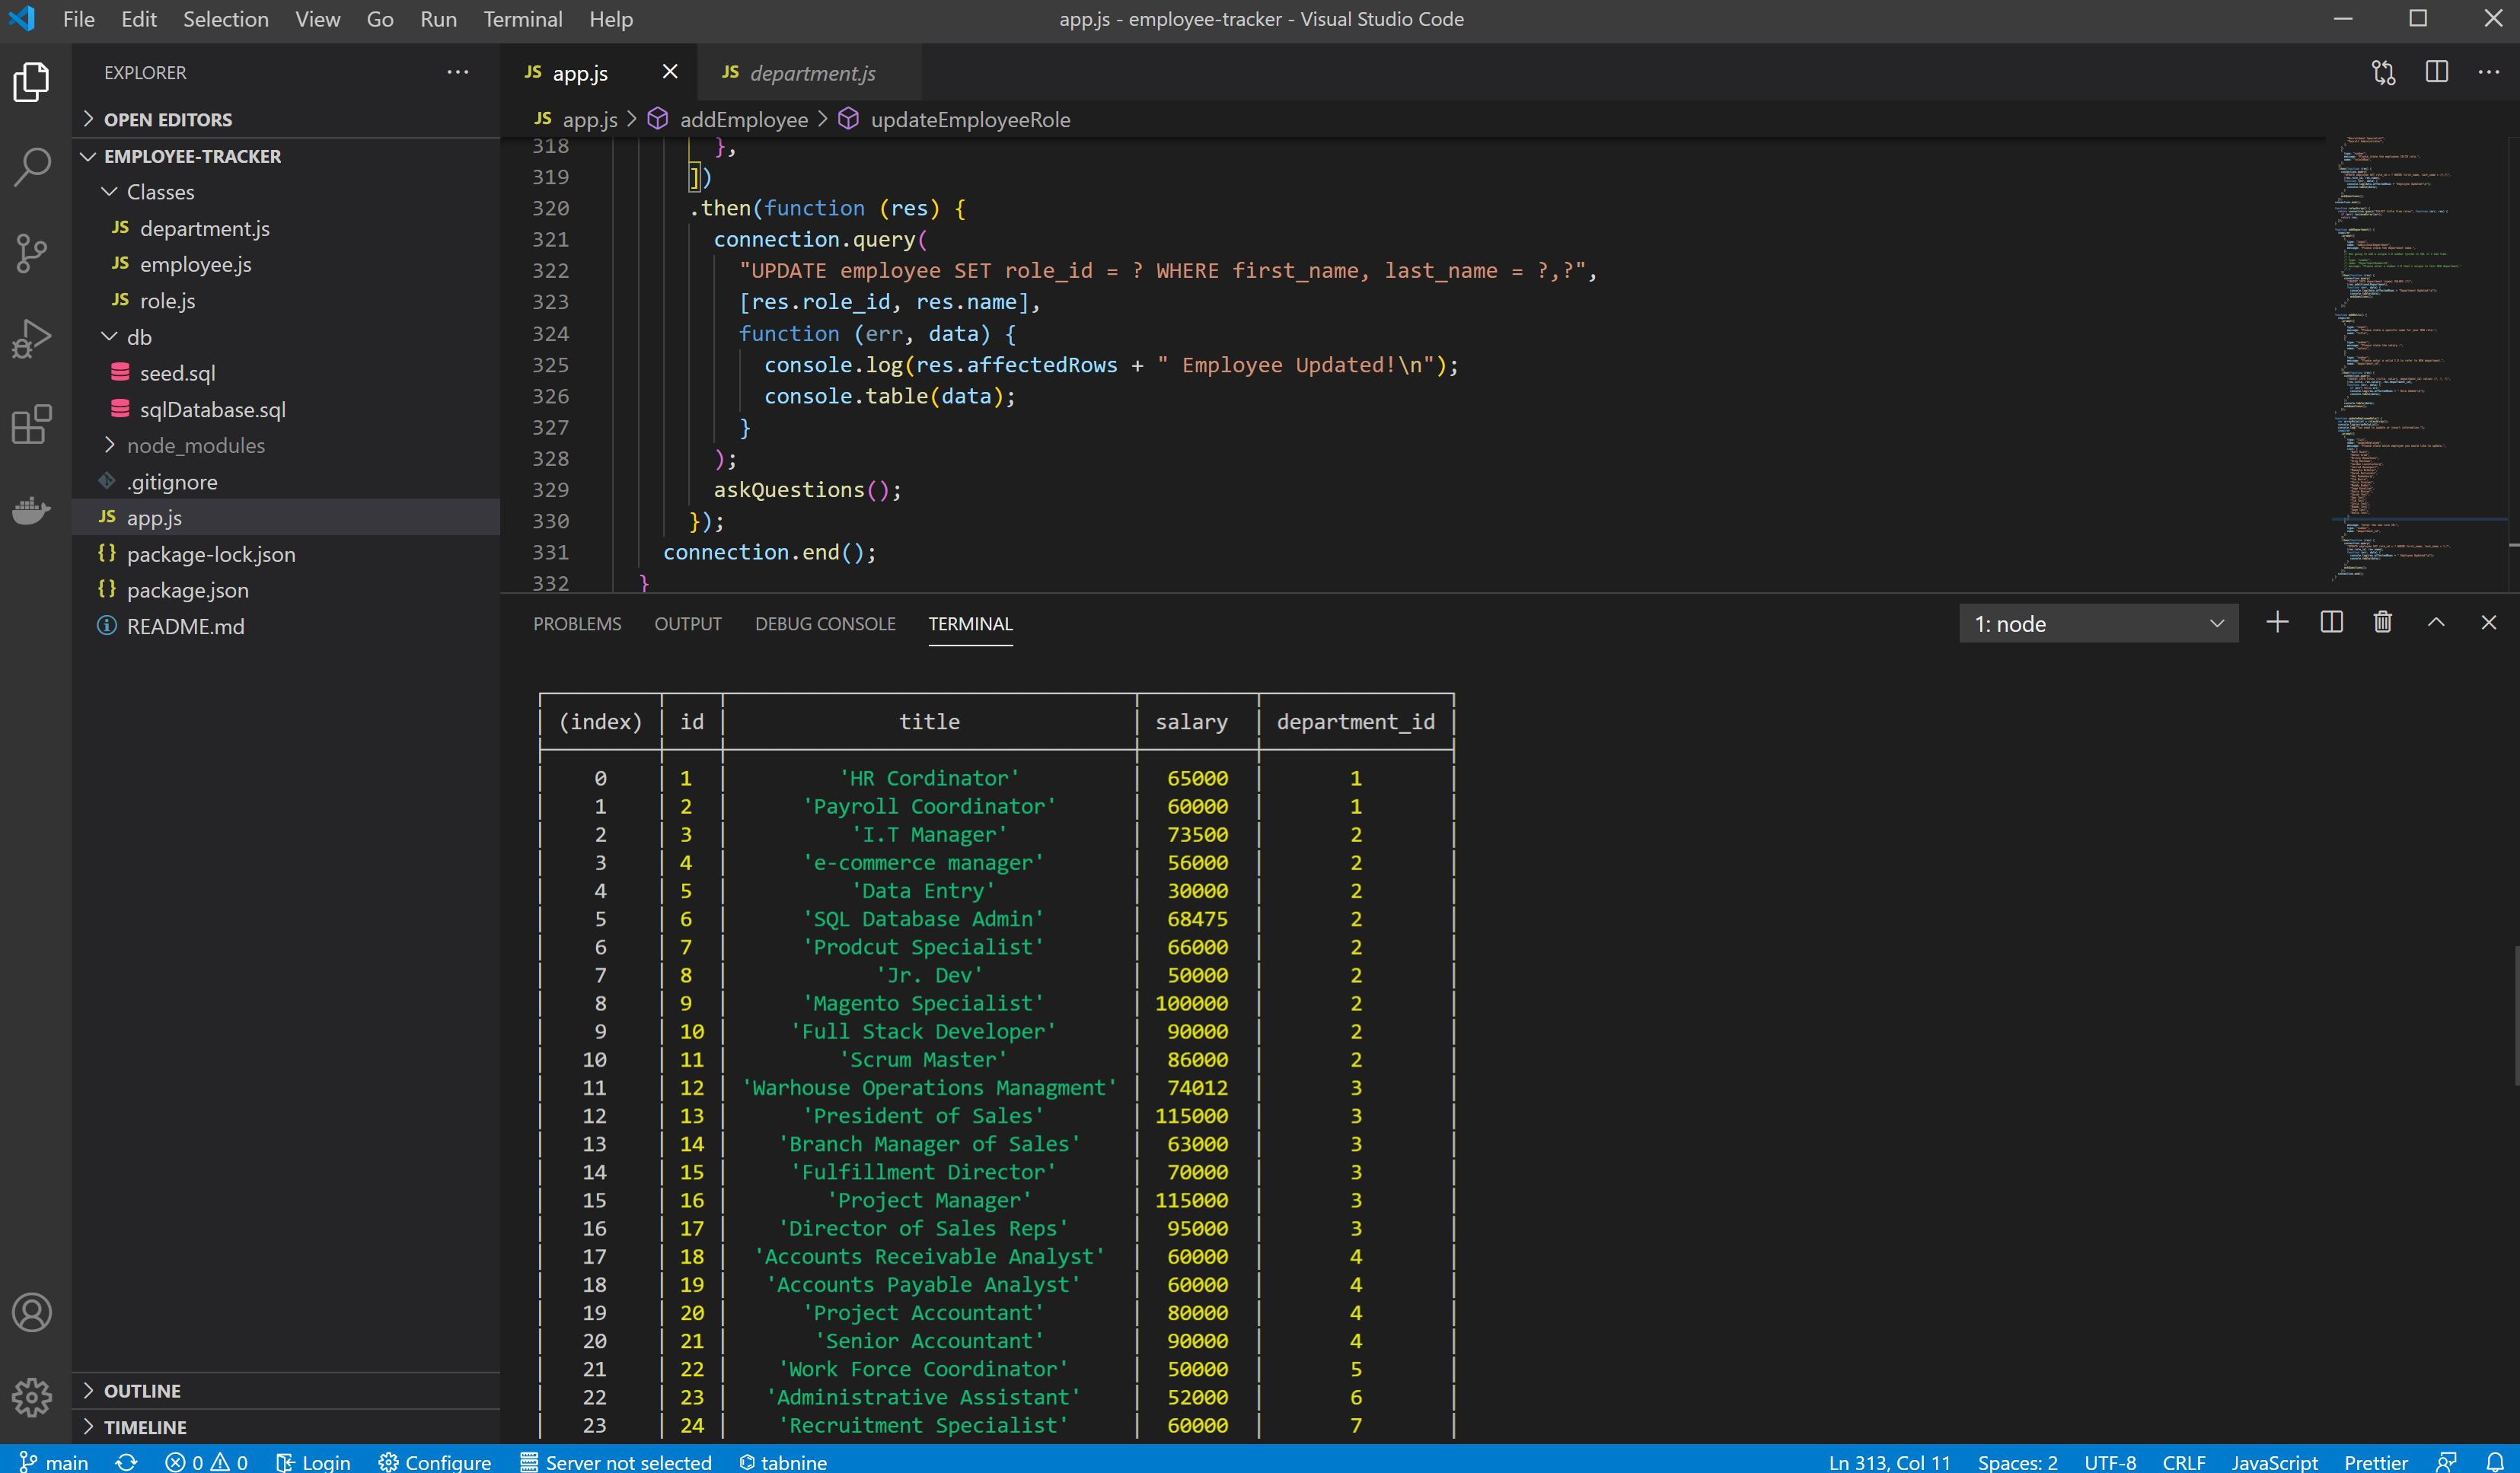 File Edit Selection View Go Run Terminal Help
app.js - employee-tracker - Visual Studio Code
EXPLORER
OPEN EDITORS
EMPLOYEE-TRACKER
Classes
JS department.js
JS employee.js
JS role.js
db
seed.sql
sqlDatabase.sql
node_modules
.gitignore
JS app.js
{} package-lock.json
{} package.json
README.md
OUTLINE
TIMELINE
JS app.js
JS department.js
JS app.js > addEmployee > updateEmployeeRole
318 },
319 ])
320 .then(function (res) {
321 connection.query(
322 "UPDATE employee SET role_id = ? WHERE first_name, last_name = ?,?",
323 [res.role_id, res.name],
324 function (err, data) {
325 console.log(res.affectedRows + " Employee Updated!\n");
326 console.table(data);
327 }
328 );
329 askQuestions();
330 });
331 connection.end();
332 }
PROBLEMS OUTPUT DEBUG CONSOLE TERMINAL
1: node
(index) id title salary department_id
0 1 'HR Cordinator' 65000 1
1 2 'Payroll Coordinator' 60000 1
2 3 'I.T Manager' 73500 2
3 4 'e-commerce manager' 56000 2
4 5 'Data Entry' 30000 2
5 6 'SQL Database Admin' 68475 2
6 7 'Prodcut Specialist' 66000 2
7 8 'Jr. Dev' 50000 2
8 9 'Magento Specialist' 100000 2
9 10 'Full Stack Developer' 90000 2
10 11 'Scrum Master' 86000 2
11 12 'Warhouse Operations Managment' 74012 3
12 13 'President of Sales' 115000 3
13 14 'Branch Manager of Sales' 63000 3
14 15 'Fulfillment Director' 70000 3
15 16 'Project Manager' 115000 3
16 17 'Director of Sales Reps' 95000 3
17 18 'Accounts Receivable Analyst' 60000 4
18 19 'Accounts Payable Analyst' 60000 4
19 20 'Project Accountant' 80000 4
20 21 'Senior Accountant' 90000 4
21 22 'Work Force Coordinator' 50000 5
22 23 'Administrative Assistant' 52000 6
23 24 'Recruitment Specialist' 60000 7
main 0 0 Login Configure Server not selected tabnine
Ln 313, Col 11 Spaces: 2 UTF-8 CRLF JavaScript Prettier